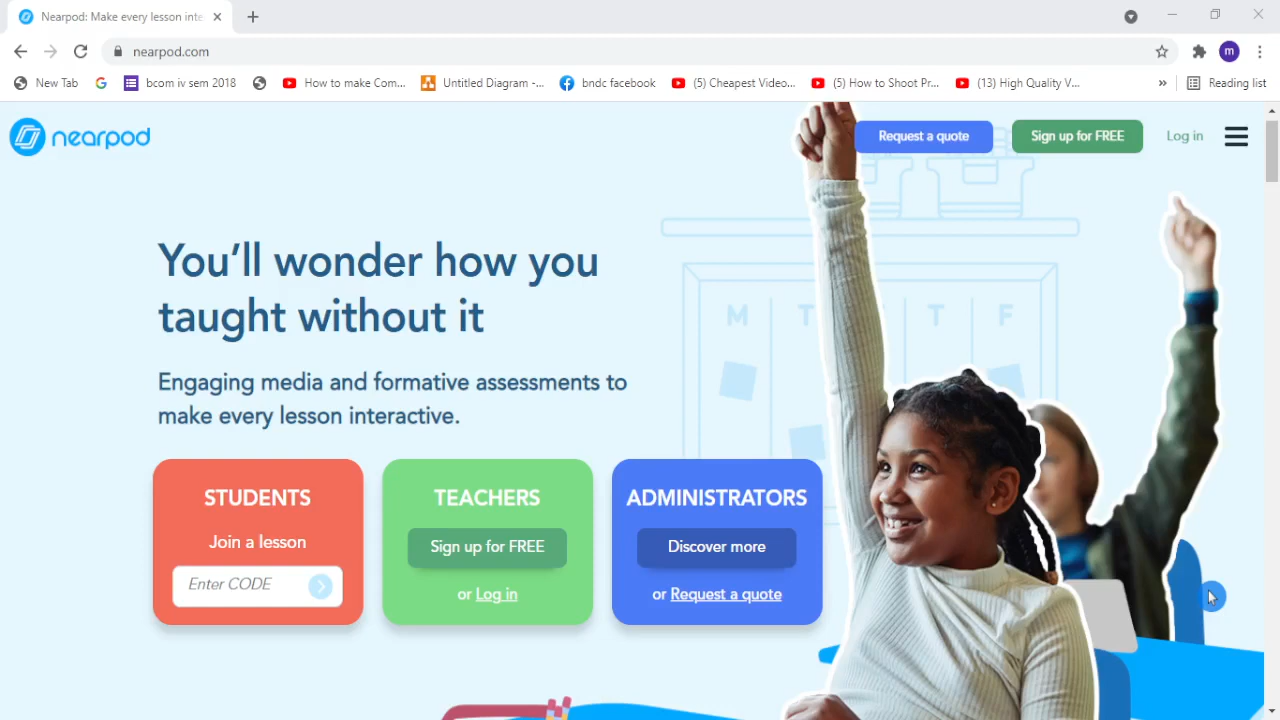 Nearpod: Make every lesson inte
nearpod.com
m
New Tab
bcom iv sem 2018
How to make Com...
Untitled Diagram -...
bndc facebook
(5) Cheapest Video...
(5) How to Shoot Pr...
(13) High Quality V...
»
Reading list
nearpod
Request a quote
Sign up for FREE
Log in
You'll wonder how you
taught without it
M T T F
Engaging media and formative assessments to
make every lesson interactive.
STUDENTS
Join a lesson
Enter CODE
TEACHERS
Sign up for FREE
or Log in
ADMINISTRATORS
Discover more
or Request a quote